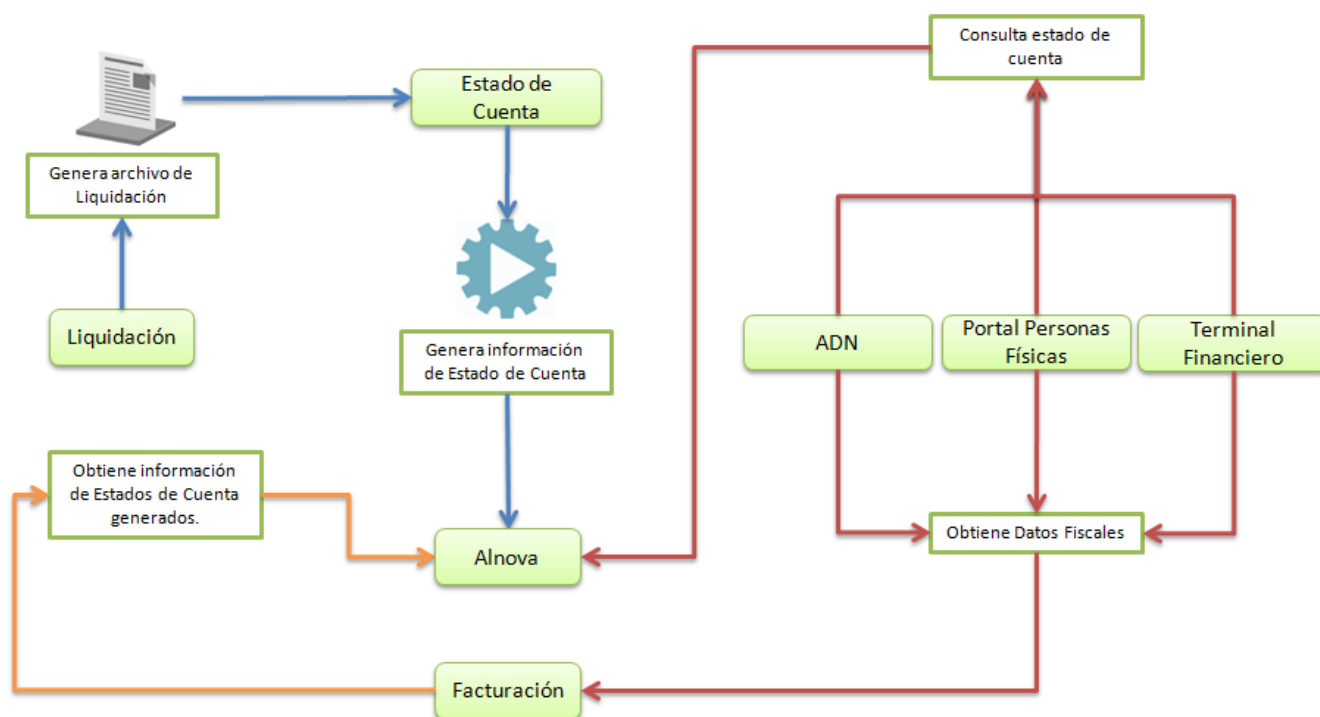 Consulta estado de
cuenta
Estado de
Cuenta
Genera archivo de
Liquidación
Liquidación
Genera información
de Estado de Cuenta
ADN
Portal Personas
Físicas
Terminal
Financiero
Obtiene información
de Estados de Cuenta
generados.
Obtiene Datos Fiscales
Alnova
Facturación